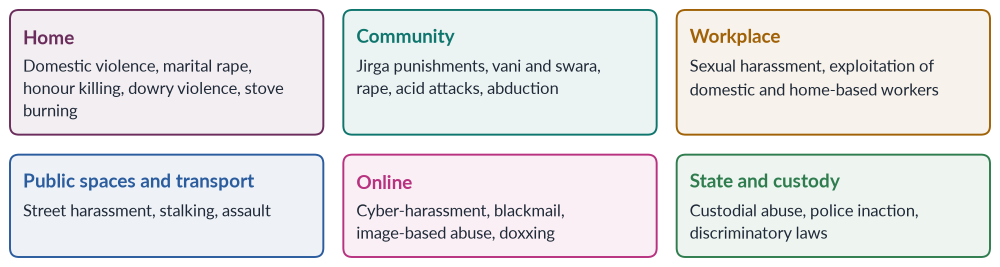 Home
Domestic violence, marital rape,
honour killing, dowry violence, stove
burning
Community
Jirga punishments, vani and swara,
rape, acid attacks, abduction
Workplace
Sexual harassment, exploitation of
domestic and home-based workers
Public spaces and transport
Street harassment, stalking, assault
Online
Cyber-harassment, blackmail,
image-based abuse, doxxing
State and custody
Custodial abuse, police inaction,
discriminatory laws